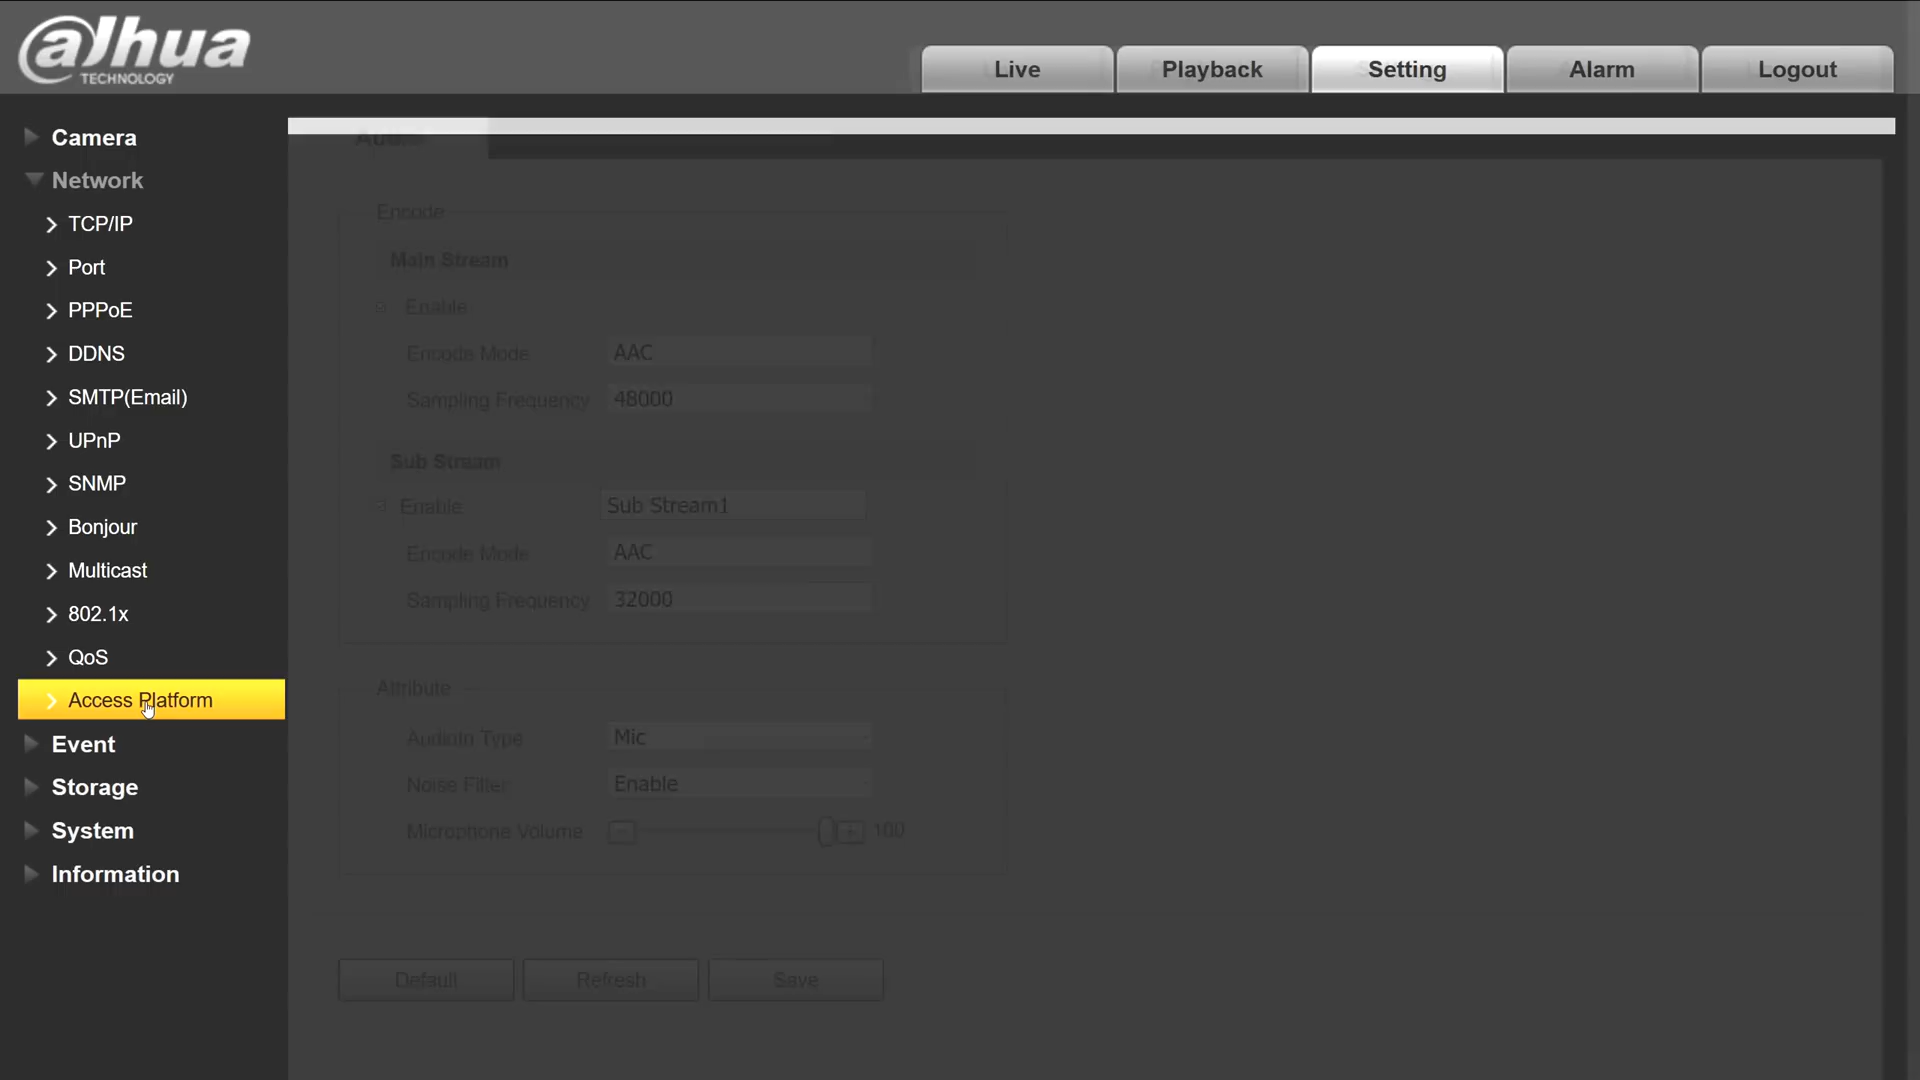 alhua
TECHNOLOGY
Live
Playback
Setting
Alarm
Logout
Camera
Network
TCP/IP
Port
PPPoE
DDNS
SMTP(Email)
UPnP
SNMP
Bonjour
Multicast
802.1x
QoS
Access Platform
Event
Storage
System
Information
Encode
Main Stream
Enable
Encode Mode AAC
Sampling Frequency 48000
Sub Stream
Enable Sub Stream1
Encode Mode AAC
Sampling Frequency 32000
Attribute
AudioIn Type Mic
Noise Filter Enable
Microphone Volume 100
Default Refresh Save